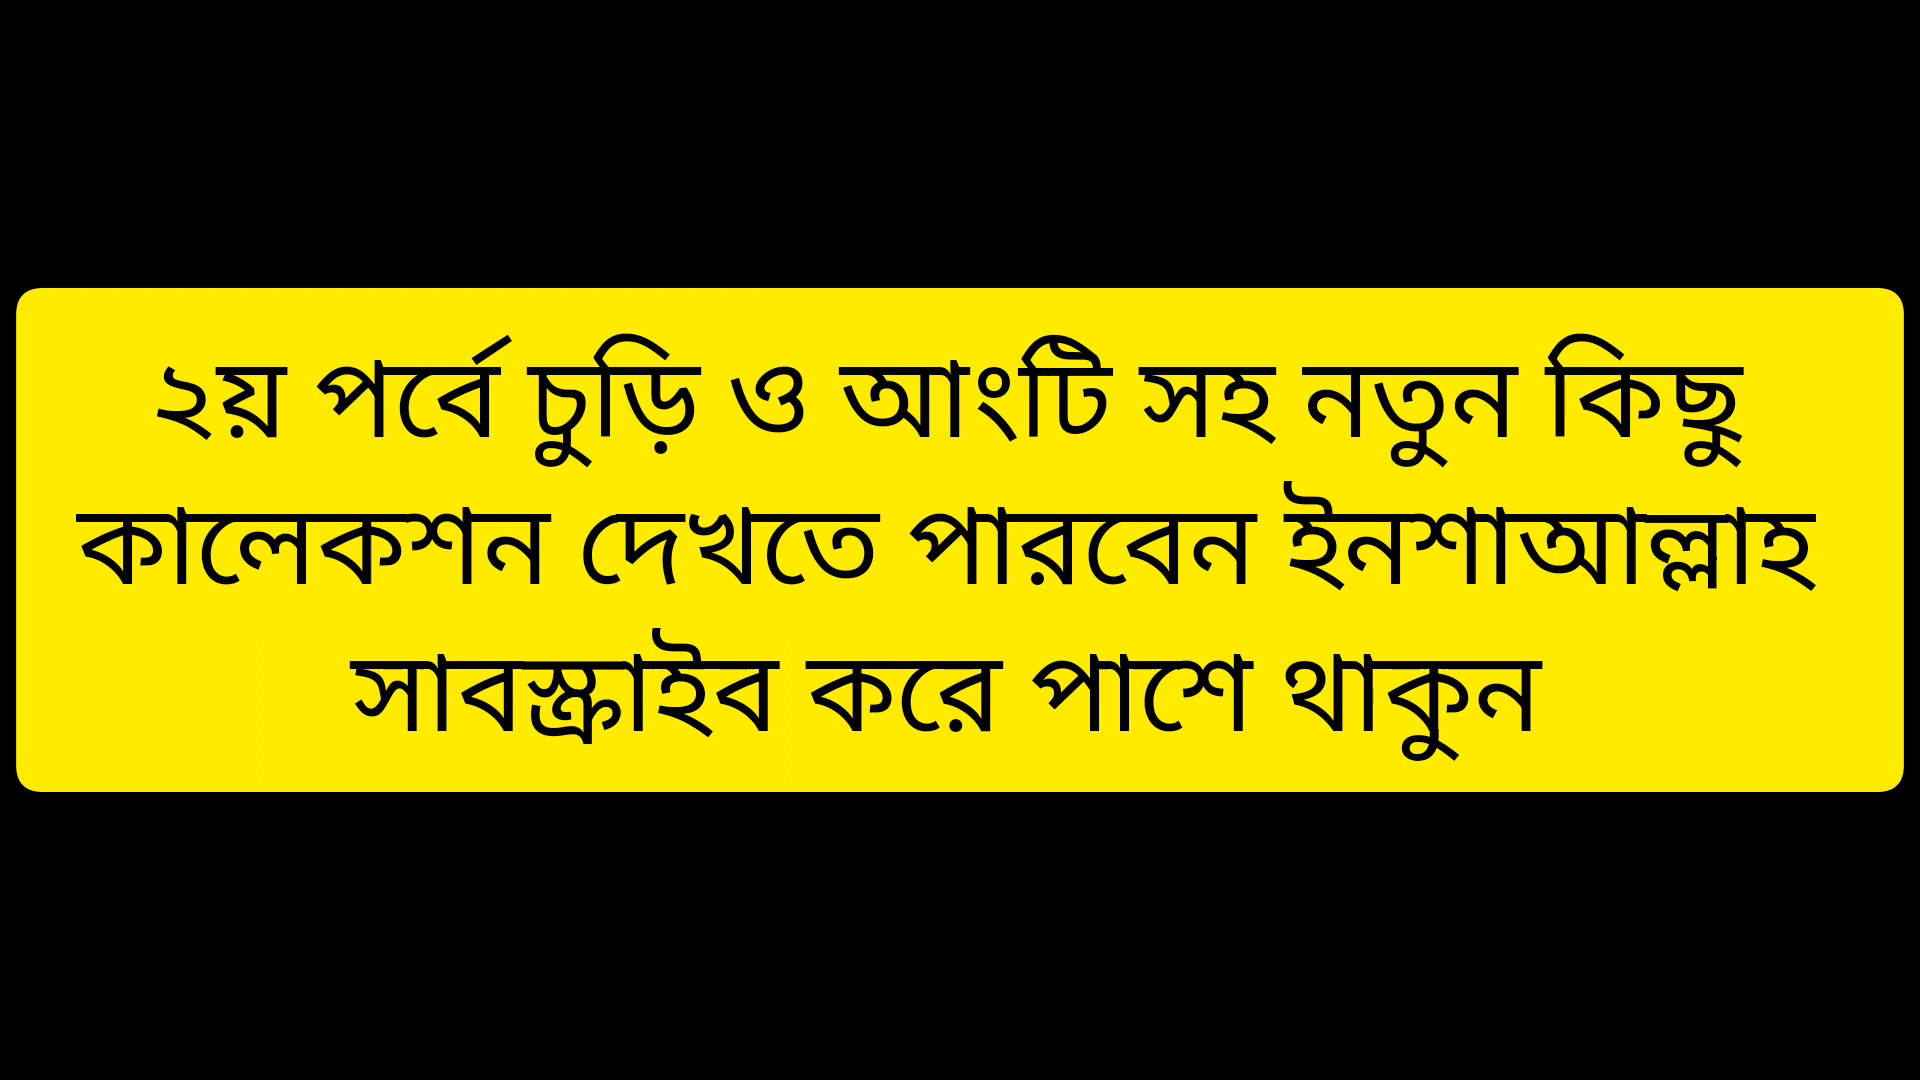 ২য় পর্বে চুড়ি ও আংটি সহ নতুন কিছু
কালেকশন দেখতে পারবেন ইনশাআল্লাহ
সাবস্ক্রাইব করে পাশে থাকুন